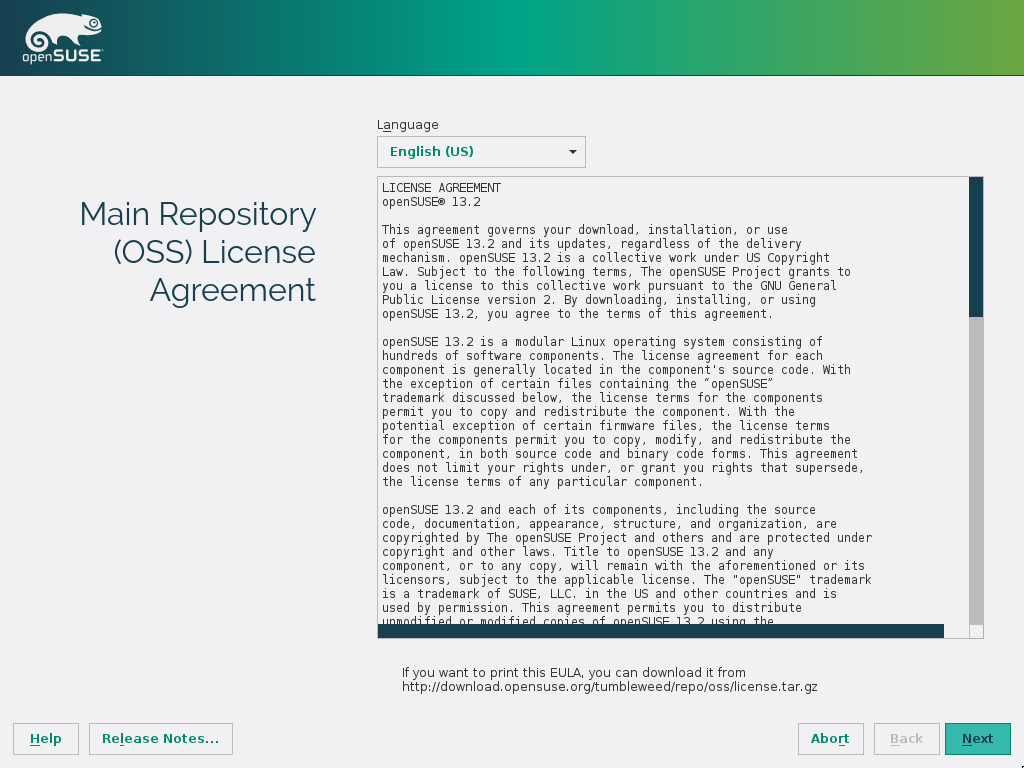 openSUSE
Language
English (US)
Main Repository
(OSS) License
Agreement
LICENSE AGREEMENT
openSUSE® 13.2
This agreement governs your download, installation, or use
of openSUSE 13.2 and its updates, regardless of the delivery
mechanism. openSUSE 13.2 is a collective work under US Copyright
Law. Subject to the following terms, The openSUSE Project grants to
you a license to this collective work pursuant to the GNU General
Public License version 2. By downloading, installing, or using
openSUSE 13.2, you agree to the terms of this agreement.
openSUSE 13.2 is a modular Linux operating system consisting of
hundreds of software components. The license agreement for each
component is generally located in the component's source code. With
the exception of certain files containing the “openSUSE”
trademark discussed below, the license terms for the components
permit you to copy and redistribute the component. With the
potential exception of certain firmware files, the license terms
for the components permit you to copy, modify, and redistribute the
component, in both source code and binary code forms. This agreement
does not limit your rights under, or grant you rights that supersede,
the license terms of any particular component.
openSUSE 13.2 and each of its components, including the source
code, documentation, appearance, structure, and organization, are
copyrighted by The openSUSE Project and others and are protected under
copyright and other laws. Title to openSUSE 13.2 and any
component, or to any copy, will remain with the aforementioned or its
licensors, subject to the applicable license. The "openSUSE" trademark
is a trademark of SUSE, LLC. in the US and other countries and is
used by permission. This agreement permits you to distribute
unmodified or modified copies of openSUSE 13.2 using the
If you want to print this EULA, you can download it from
http://download.opensuse.org/tumbleweed/repo/oss/license.tar.gz
Help
Release Notes...
Abort
Back
Next